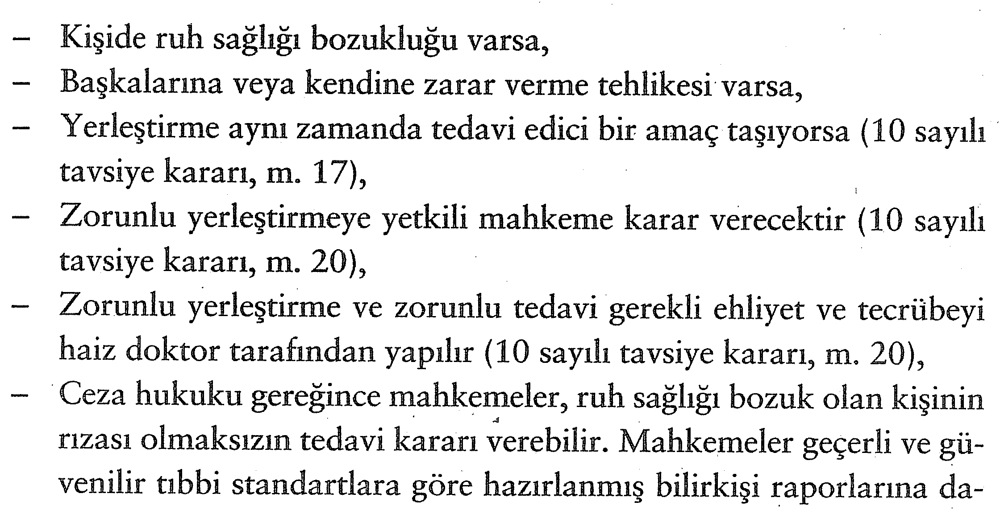 – Kişide ruh sağlığı bozukluğu varsa,
– Başkalarına veya kendine zarar verme tehlikesi varsa,
– Yerleştirme aynı zamanda tedavi edici bir amaç taşıyorsa (10 sayılı
tavsiye kararı, m. 17),
– Zorunlu yerleştirmeye yetkili mahkeme karar verecektir (10 sayılı
tavsiye kararı, m. 20),
– Zorunlu yerleştirme ve zorunlu tedavi gerekli ehliyet ve tecrübeyi
haiz doktor tarafından yapılır (10 sayılı tavsiye kararı, m. 20),
– Ceza hukuku gereğince mahkemeler, ruh sağlığı bozuk olan kişinin
rızası olmaksızın tedavi kararı verebilir. Mahkemeler geçerli ve gü-
venilir tıbbi standartlara göre hazırlanmış bilirkişi raporlarına da-